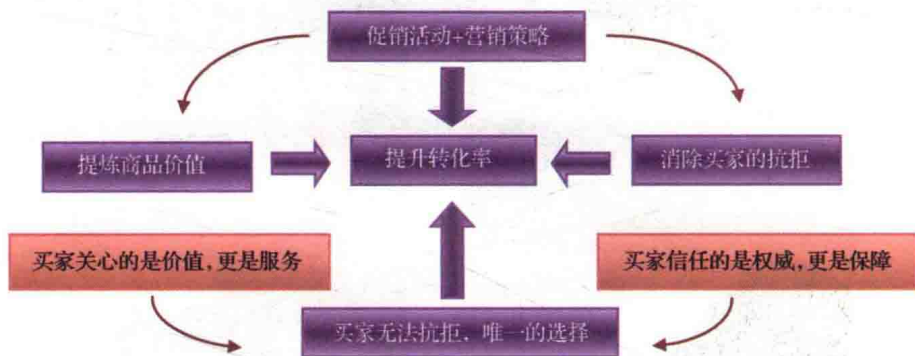 促销活动+营销策略
提炼商品价值
提升转化率
消除买家的抗拒
买家关心的是价值,更是服务
买家信任的是权威,更是保障
买家无法抗拒、唯一的选择